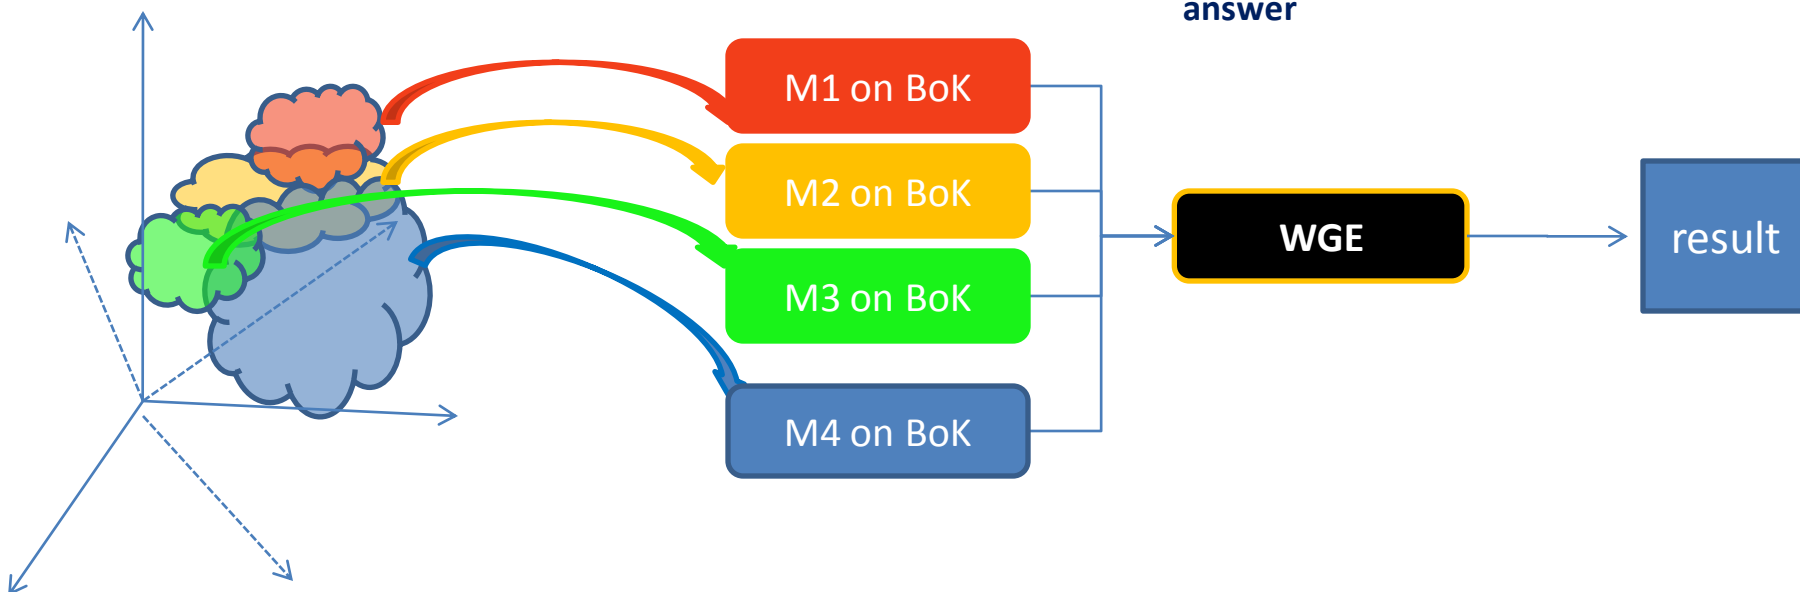 answer
M1 on BoK
M2 on BoK
M3 on BoK
M4 on BoK
WGE
result